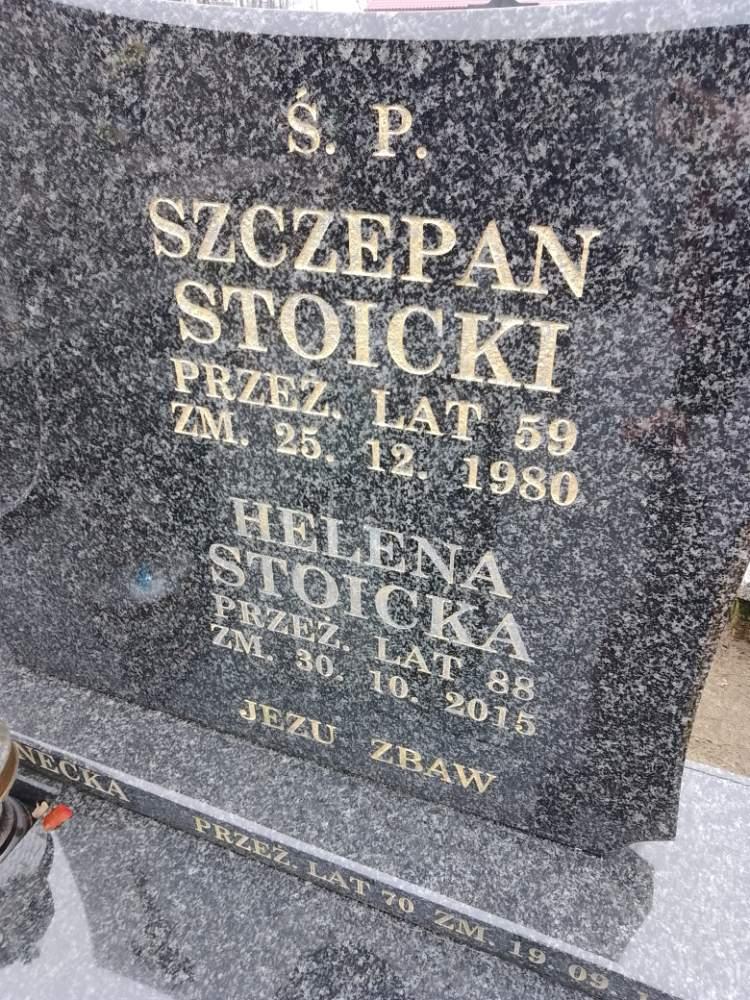 Ś. P.
SZCZEPAN
STOICKI
PRZEŻ. LAT 59
ZM. 25. 12. 1980
HELENA
STOICKA
PRZEŻ. LAT 88
ZM. 30. 10. 2015
JEZU ZBAW
PRZEŻ. LAT 70 ZM. 19. 09.